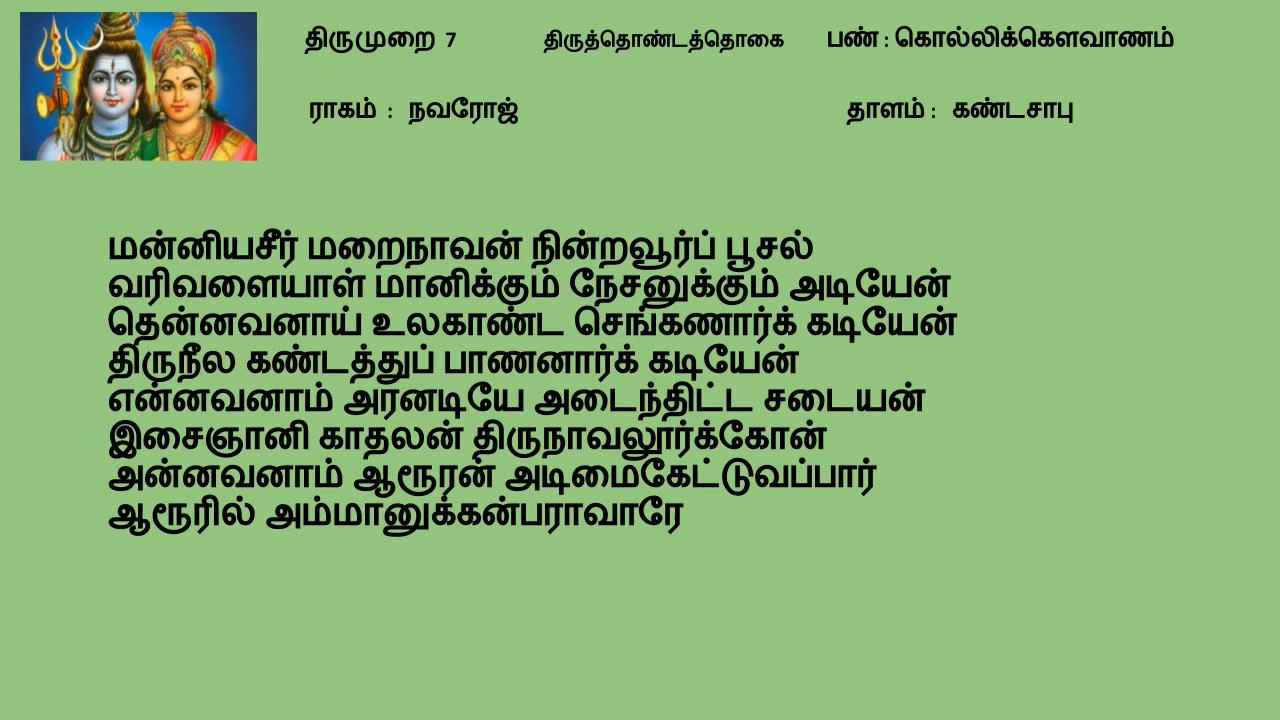 திருமுறை 7 திருத்தொண்டத்தொகை பண் : கொல்லிக்கௌவாணம்
ராகம் : நவரோஜ் தாளம் : கண்டசாபு
மன்னியசீர் மறைநாவன் நின்றவூர்ப் பூசல்
வரிவளையாள் மானிக்கும் நேசனுக்கும் அடியேன்
தென்னவனாய் உலகாண்ட செங்கணார்க் கடியேன்
திருநீல கண்டத்துப் பாணனார்க் கடியேன்
என்னவனாம் அரனடியே அடைந்திட்ட சடையன்
இசைஞானி காதலன் திருநாவலூர்க்கோன்
அன்னவனாம் ஆரூரன் அடிமைகேட்டுவப்பார்
ஆரூரில் அம்மானுக்கன்பராவாரே